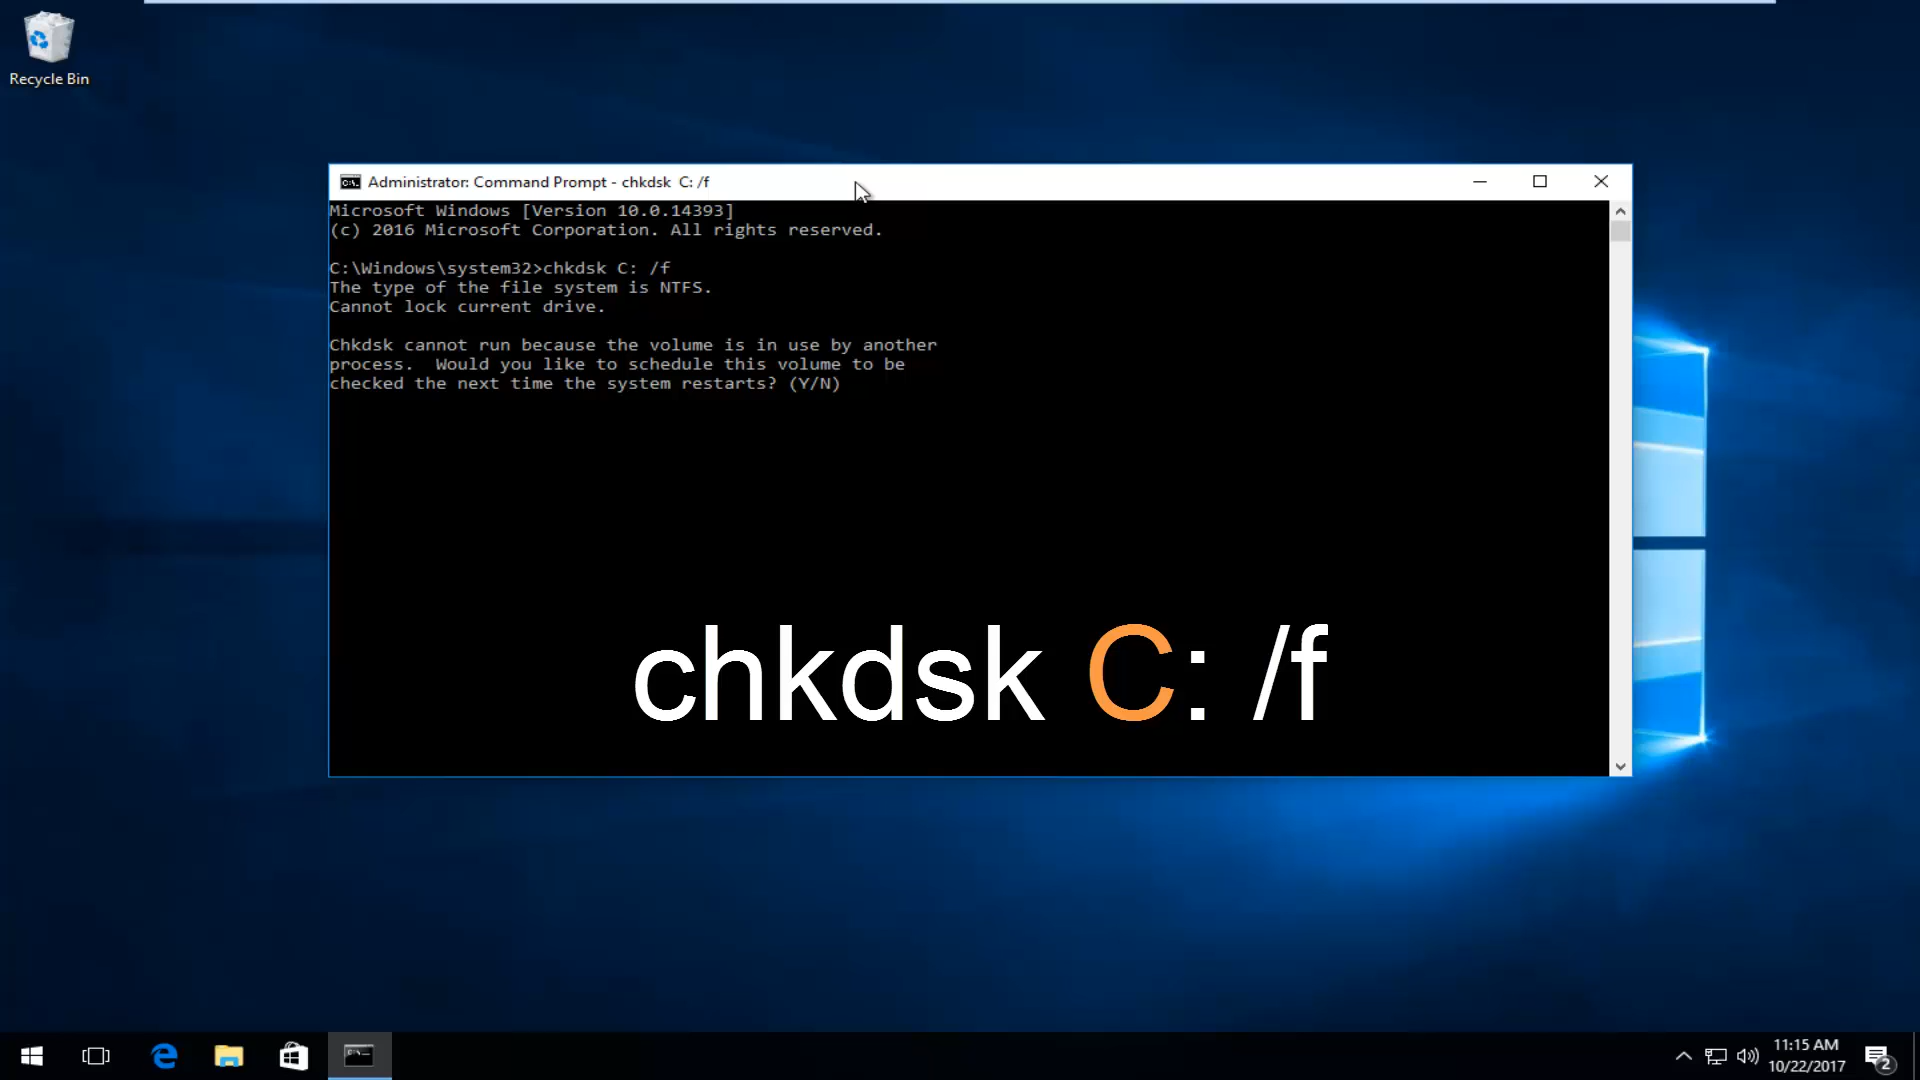 Recycle Bin
Administrator: Command Prompt - chkdsk  C: /f
Microsoft Windows [Version 10.0.14393]
(c) 2016 Microsoft Corporation. All rights reserved.
C:\Windows\system32>chkdsk C: /f
The type of the file system is NTFS.
Cannot lock current drive.
Chkdsk cannot run because the volume is in use by another
process.  Would you like to schedule this volume to be
checked the next time the system restarts? (Y/N)
chkdsk C: /f
11:15 AM
10/22/2017
2